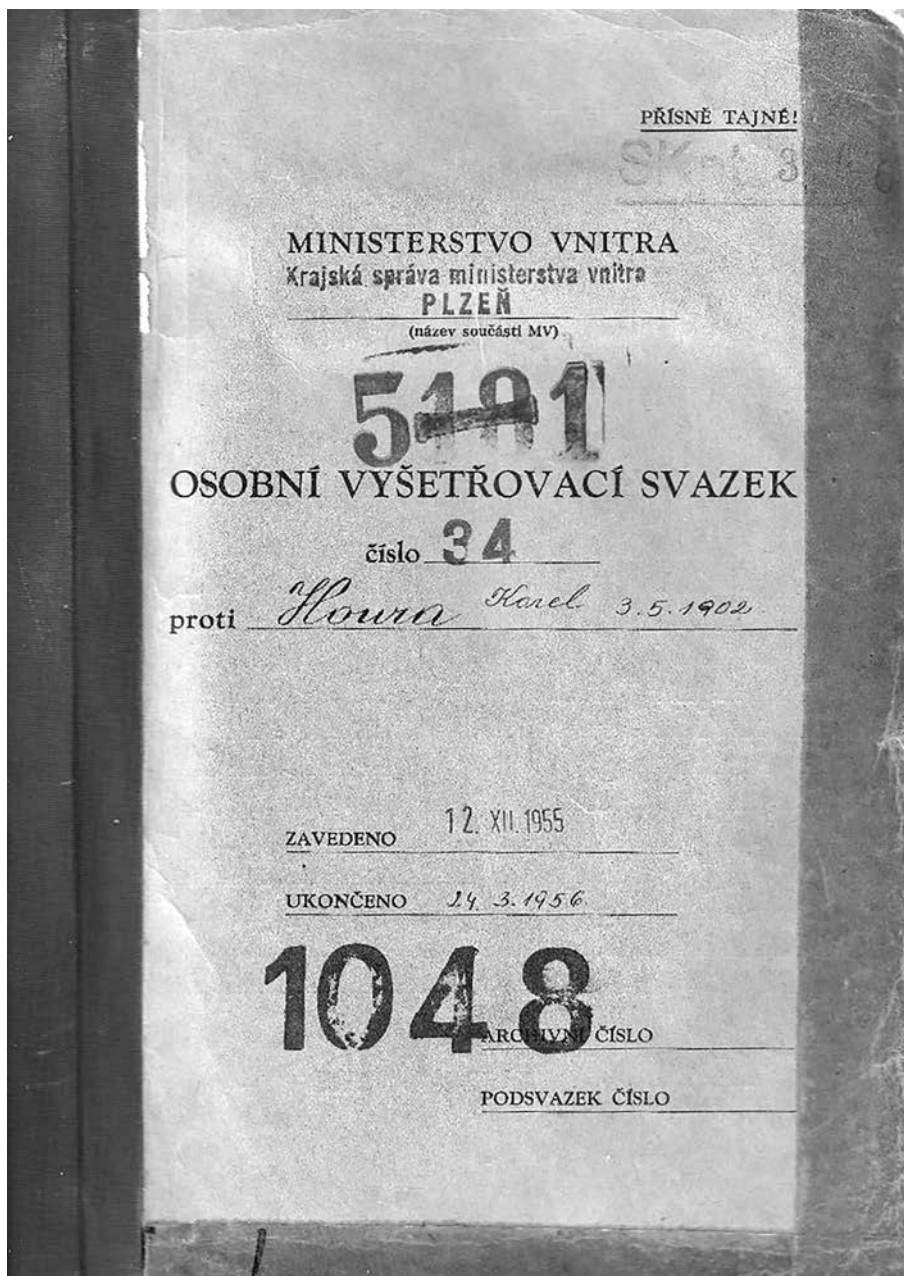 PŘÍSNĚ TAJNÉ!
MINISTERSTVO VNITRA
Krajská správa ministerstva vnitra
PLZEŇ
(název součásti MV)
5181
OSOBNÍ VYŠETŘOVACÍ SVAZEK
číslo 34
proti Houra Karel 3.5.1902
ZAVEDENO 12. XII. 1955
UKONČENO 24. 3. 1956
1048
ARCHIVNÍ ČÍSLO
PODSVAZEK ČÍSLO